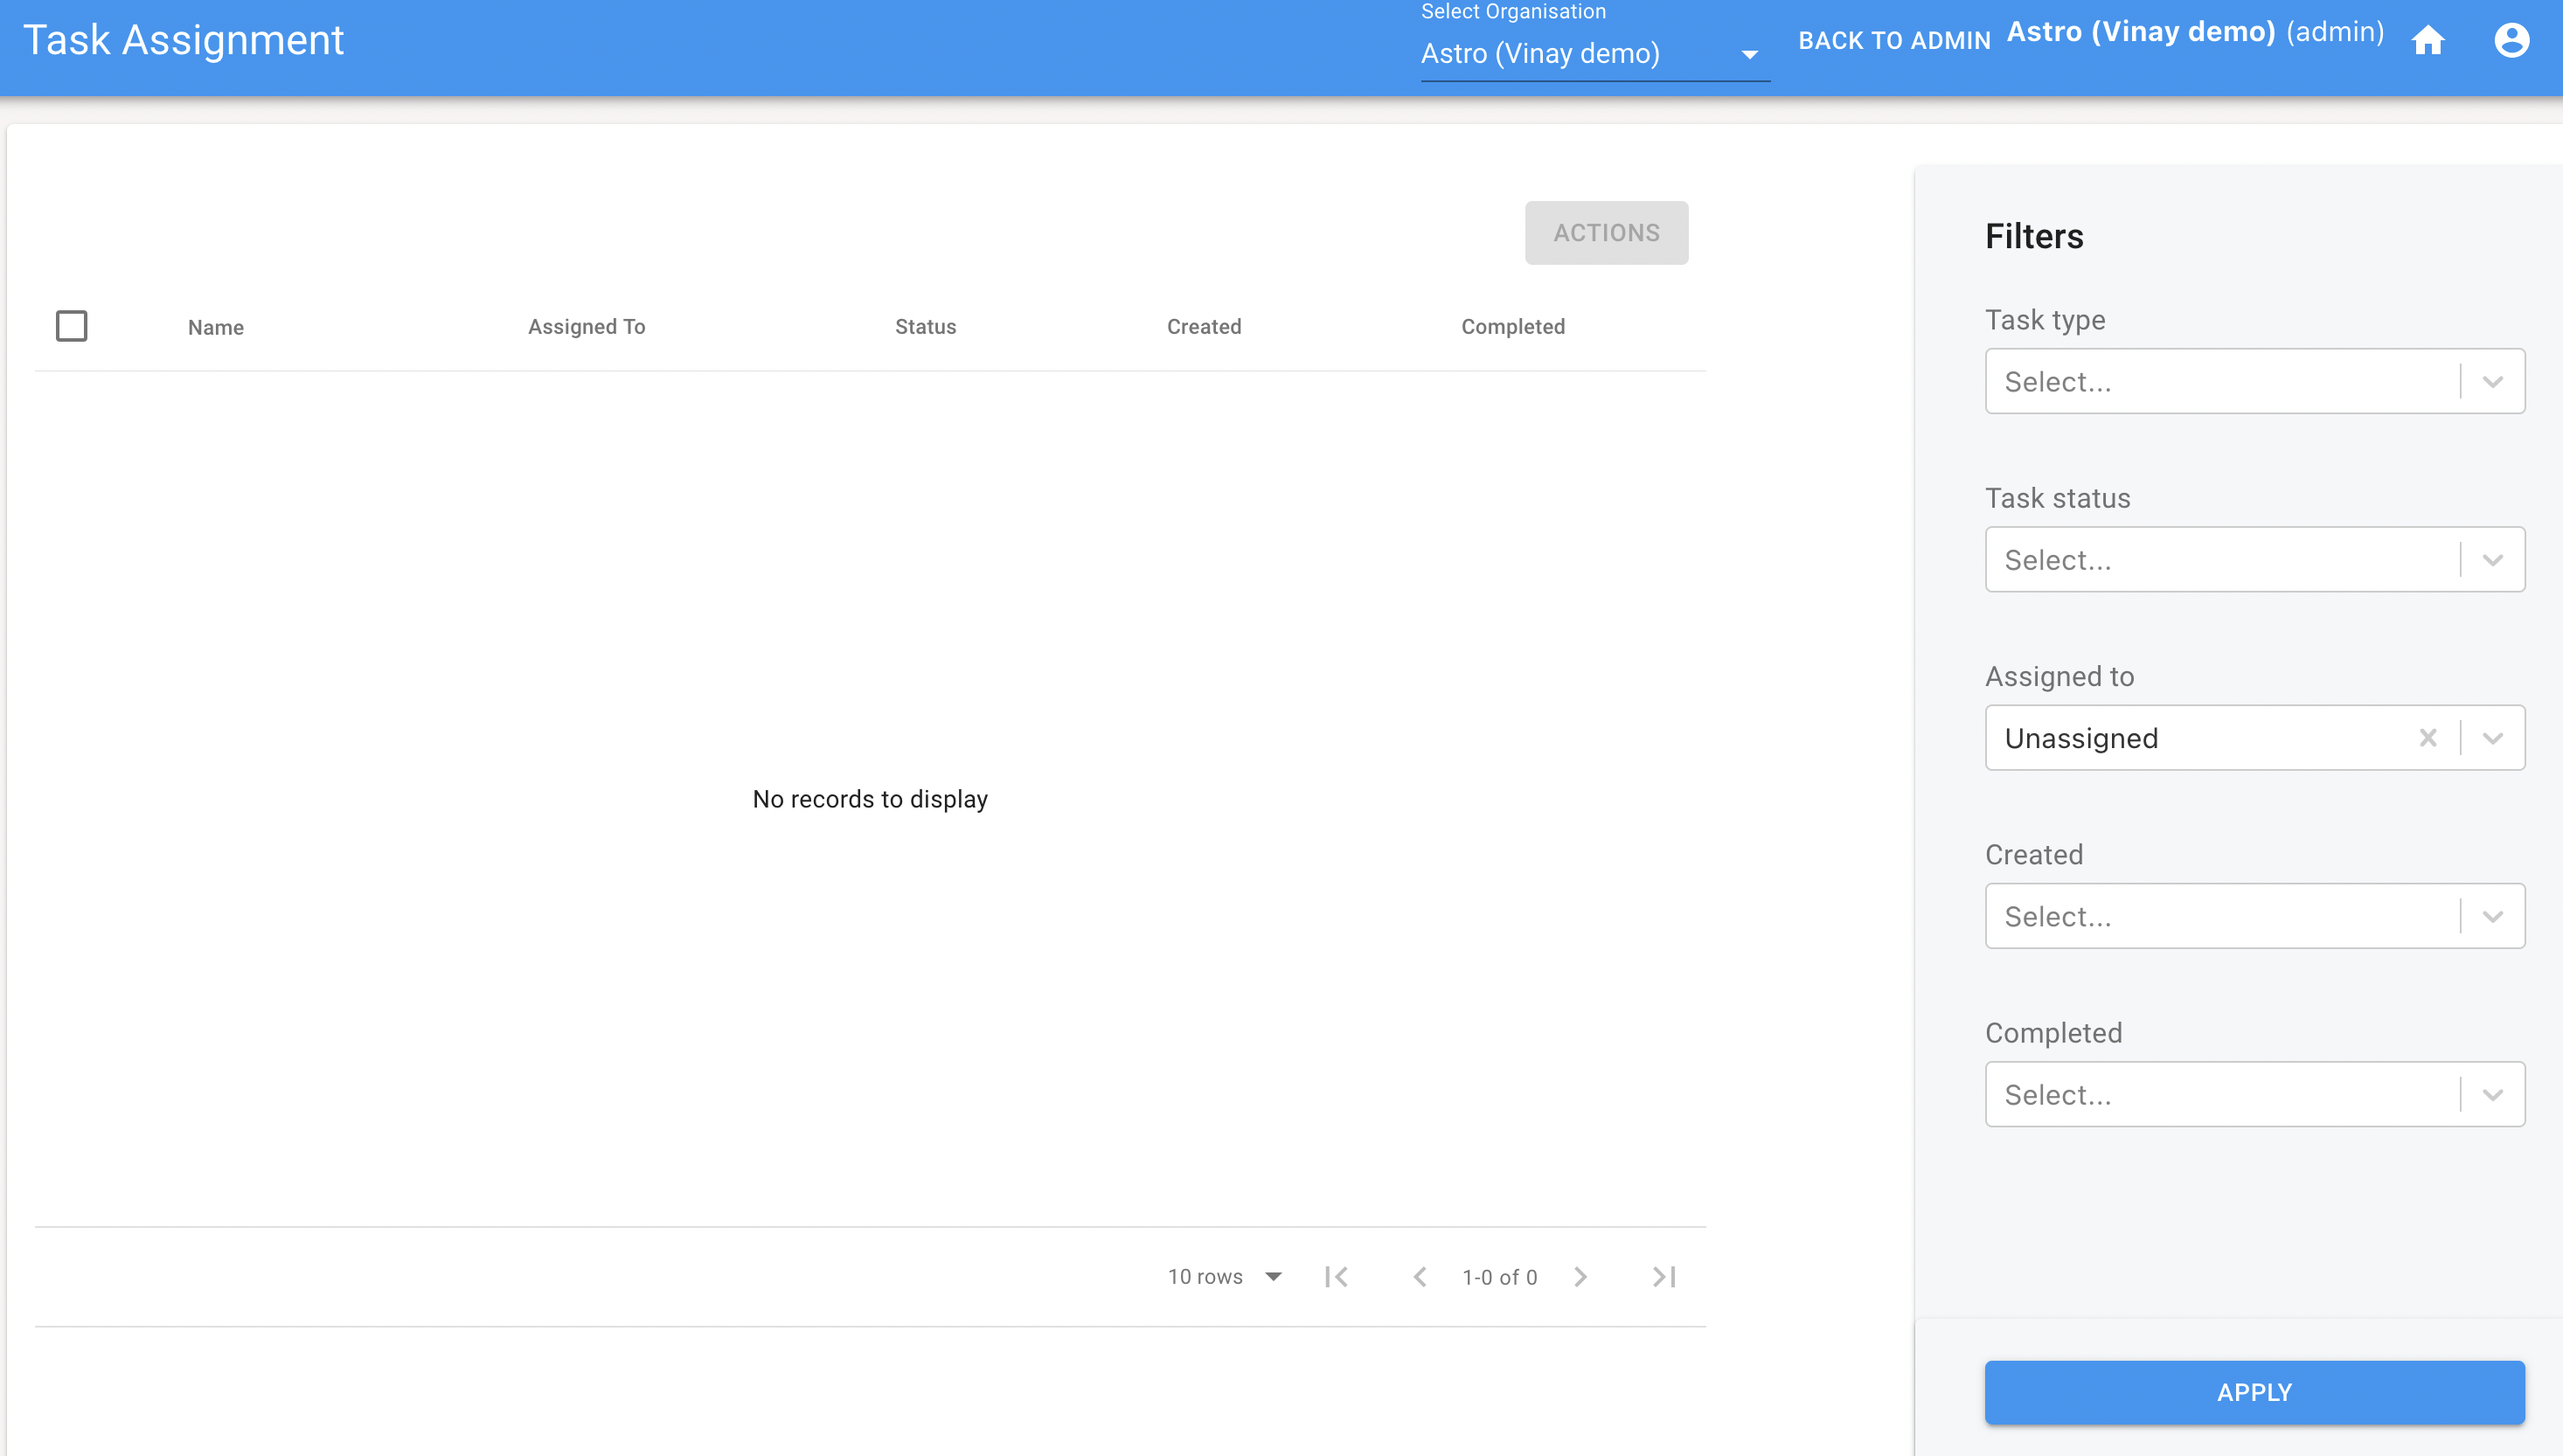 Task Assignment
Select Organisation
Astro (Vinay demo)
BACK TO ADMIN
Astro (Vinay demo) (admin)
ACTIONS
Name Assigned To Status Created Completed
No records to display
10 rows 1-0 of 0
Filters
Task type
Select...
Task status
Select...
Assigned to
Unassigned
Created
Select...
Completed
Select...
APPLY